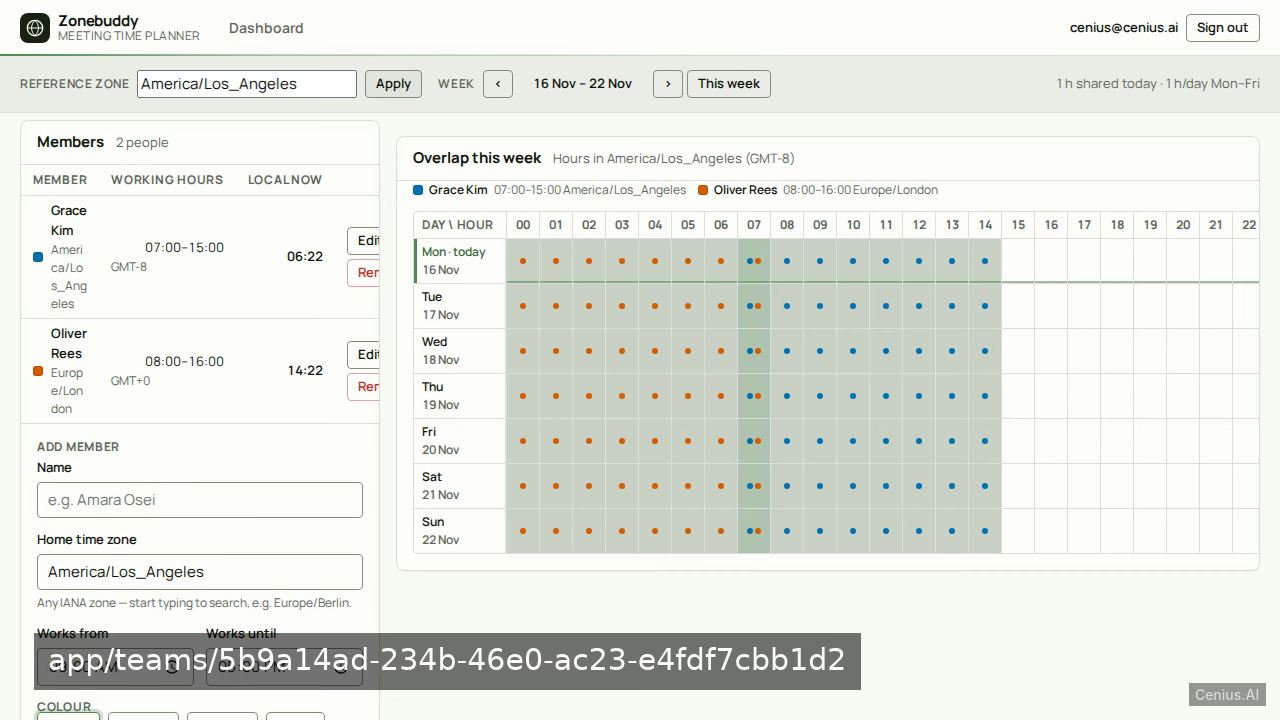 Zonebuddy
MEETING TIME PLANNER
Dashboard
cenius@cenius.ai
Sign out
REFERENCE ZONE
America/Los_Angeles
Apply
WEEK
‹
16 Nov – 22 Nov
›
This week
1 h shared today · 1 h/day Mon–Fri
Members 2 people
MEMBER WORKING HOURS LOCAL NOW
Grace
Kim
Ameri
ca/Lo
s_Ang
eles
07:00–15:00
GMT-8
06:22
Edit
Rem
Oliver
Rees
Europ
e/Lon
don
08:00–16:00
GMT+0
14:22
Edit
Rem
ADD MEMBER
Name
e.g. Amara Osei
Home time zone
America/Los_Angeles
Any IANA zone — start typing to search, e.g. Europe/Berlin.
Works from Works until
COLOUR
Overlap this week Hours in America/Los_Angeles (GMT-8)
Grace Kim 07:00–15:00 America/Los_Angeles Oliver Rees 08:00–16:00 Europe/London
DAY \ HOUR 00 01 02 03 04 05 06 07 08 09 10 11 12 13 14 15 16 17 18 19 20 21 22
Mon · today
16 Nov
Tue
17 Nov
Wed
18 Nov
Thu
19 Nov
Fri
20 Nov
Sat
21 Nov
Sun
22 Nov
app/teams/5b9a14ad-234b-46e0-ac23-e4fdf7cbb1d2
Cenius.AI